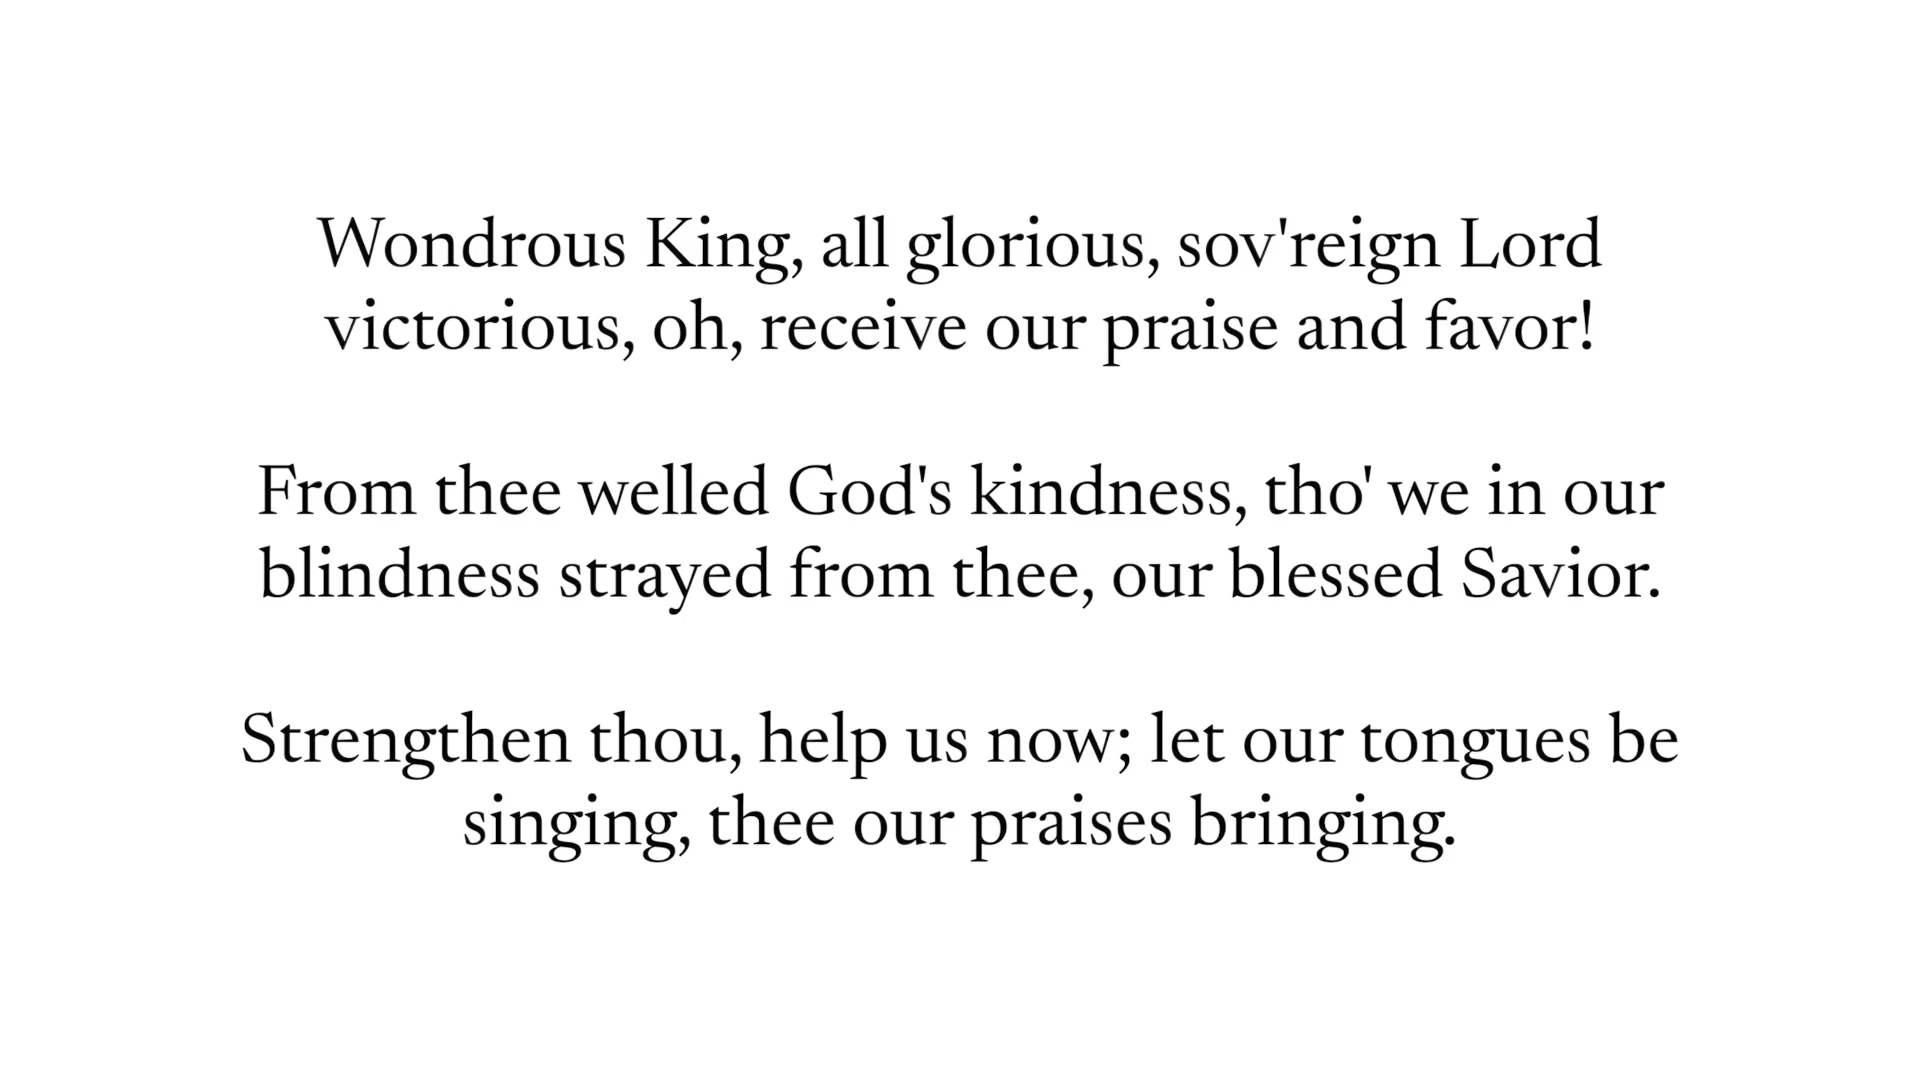 Wondrous King, all glorious, sov'reign Lord
victorious, oh, receive our praise and favor!
From thee welled God's kindness, tho' we in our
blindness strayed from thee, our blessed Savior.
Strengthen thou, help us now; let our tongues be
singing, thee our praises bringing.